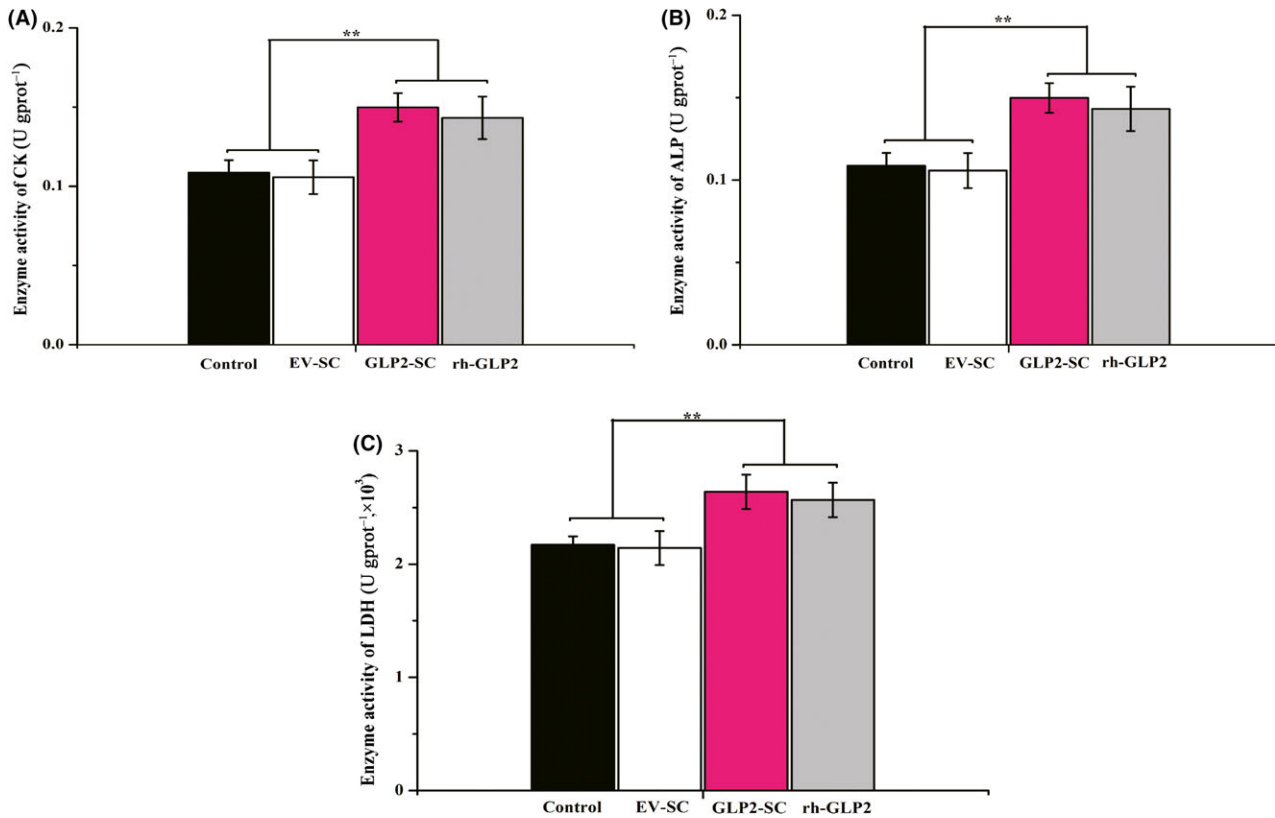 (A)
0.2
**
Enzyme activity of CK (U gprot⁻¹)
0.1
0.0
Control EV-SC GLP2-SC rh-GLP2
(B)
0.2
**
Enzyme activity of ALP (U gprot⁻¹)
0.1
0.0
Control EV-SC GLP2-SC rh-GLP2
(C)
**
3
Enzyme activity of LDH (U gprot⁻¹,×10³)
2
1
0
Control EV-SC GLP2-SC rh-GLP2